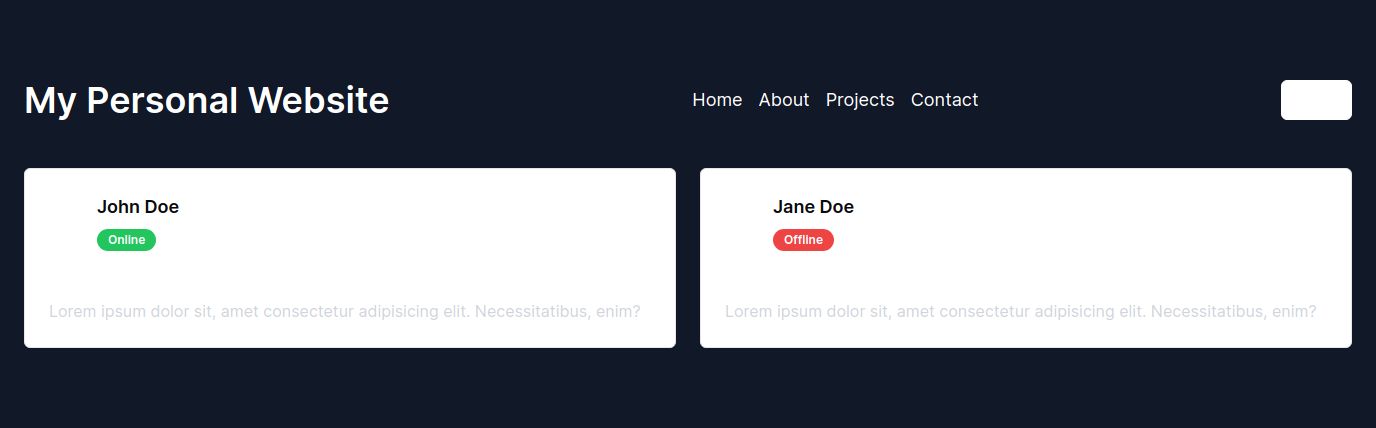 My Personal Website
Home About Projects Contact
John Doe
Online
Lorem ipsum dolor sit, amet consectetur adipisicing elit. Necessitatibus, enim?
Jane Doe
Offline
Lorem ipsum dolor sit, amet consectetur adipisicing elit. Necessitatibus, enim?